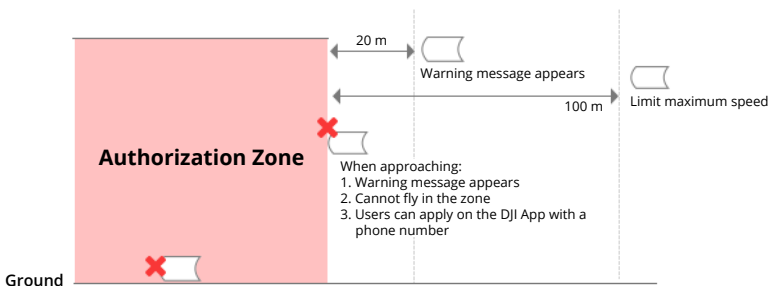 20 m
Warning message appears
100 m
Limit maximum speed
Authorization Zone
When approaching:
1. Warning message appears
2. Cannot fly in the zone
3. Users can apply on the DJI App with a
phone number
Ground